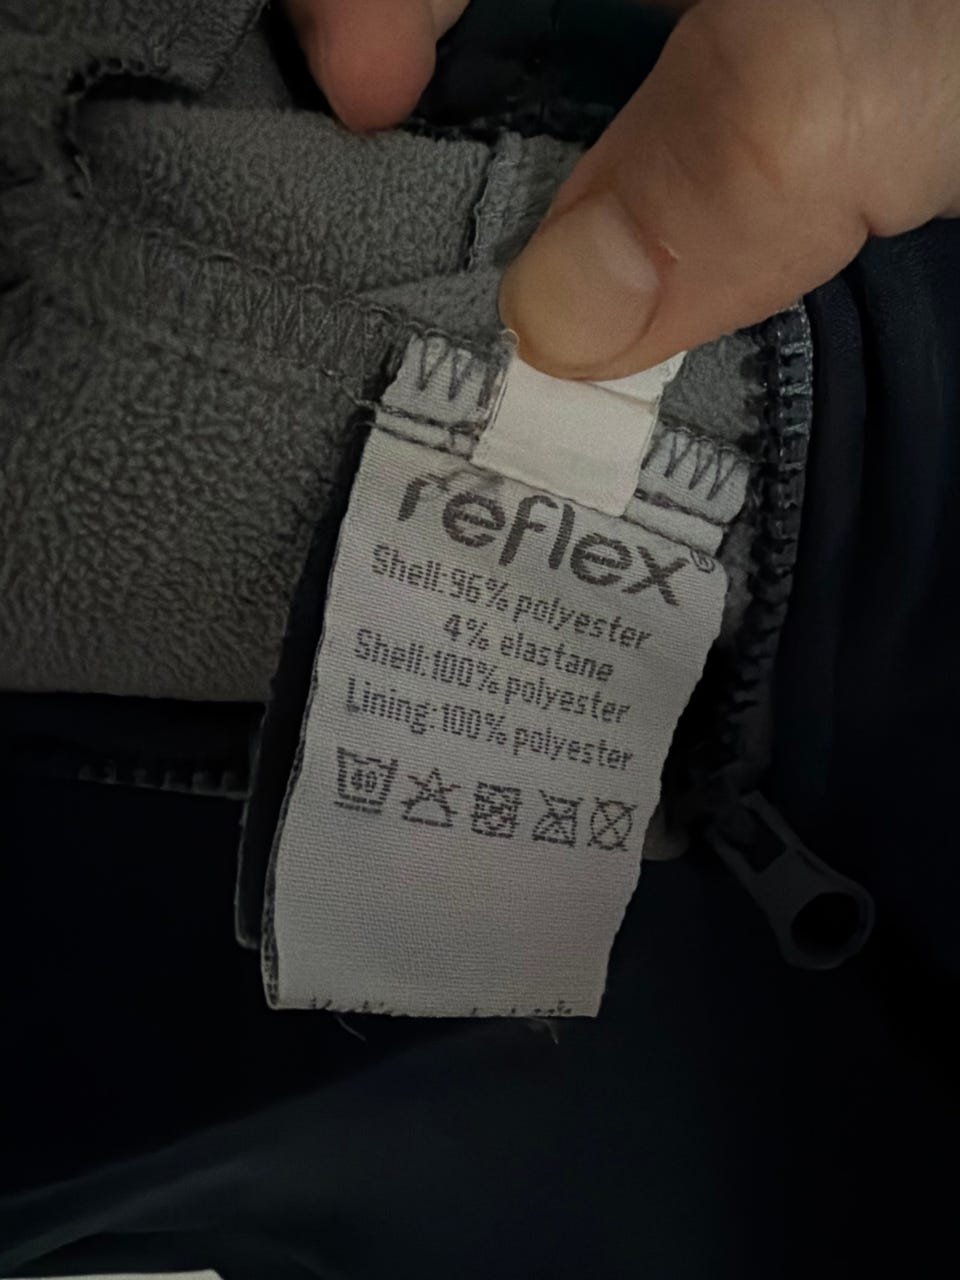 reflex®
Shell:96% polyester
4% elastane
Shell:100% polyester
Lining:100% polyester
40